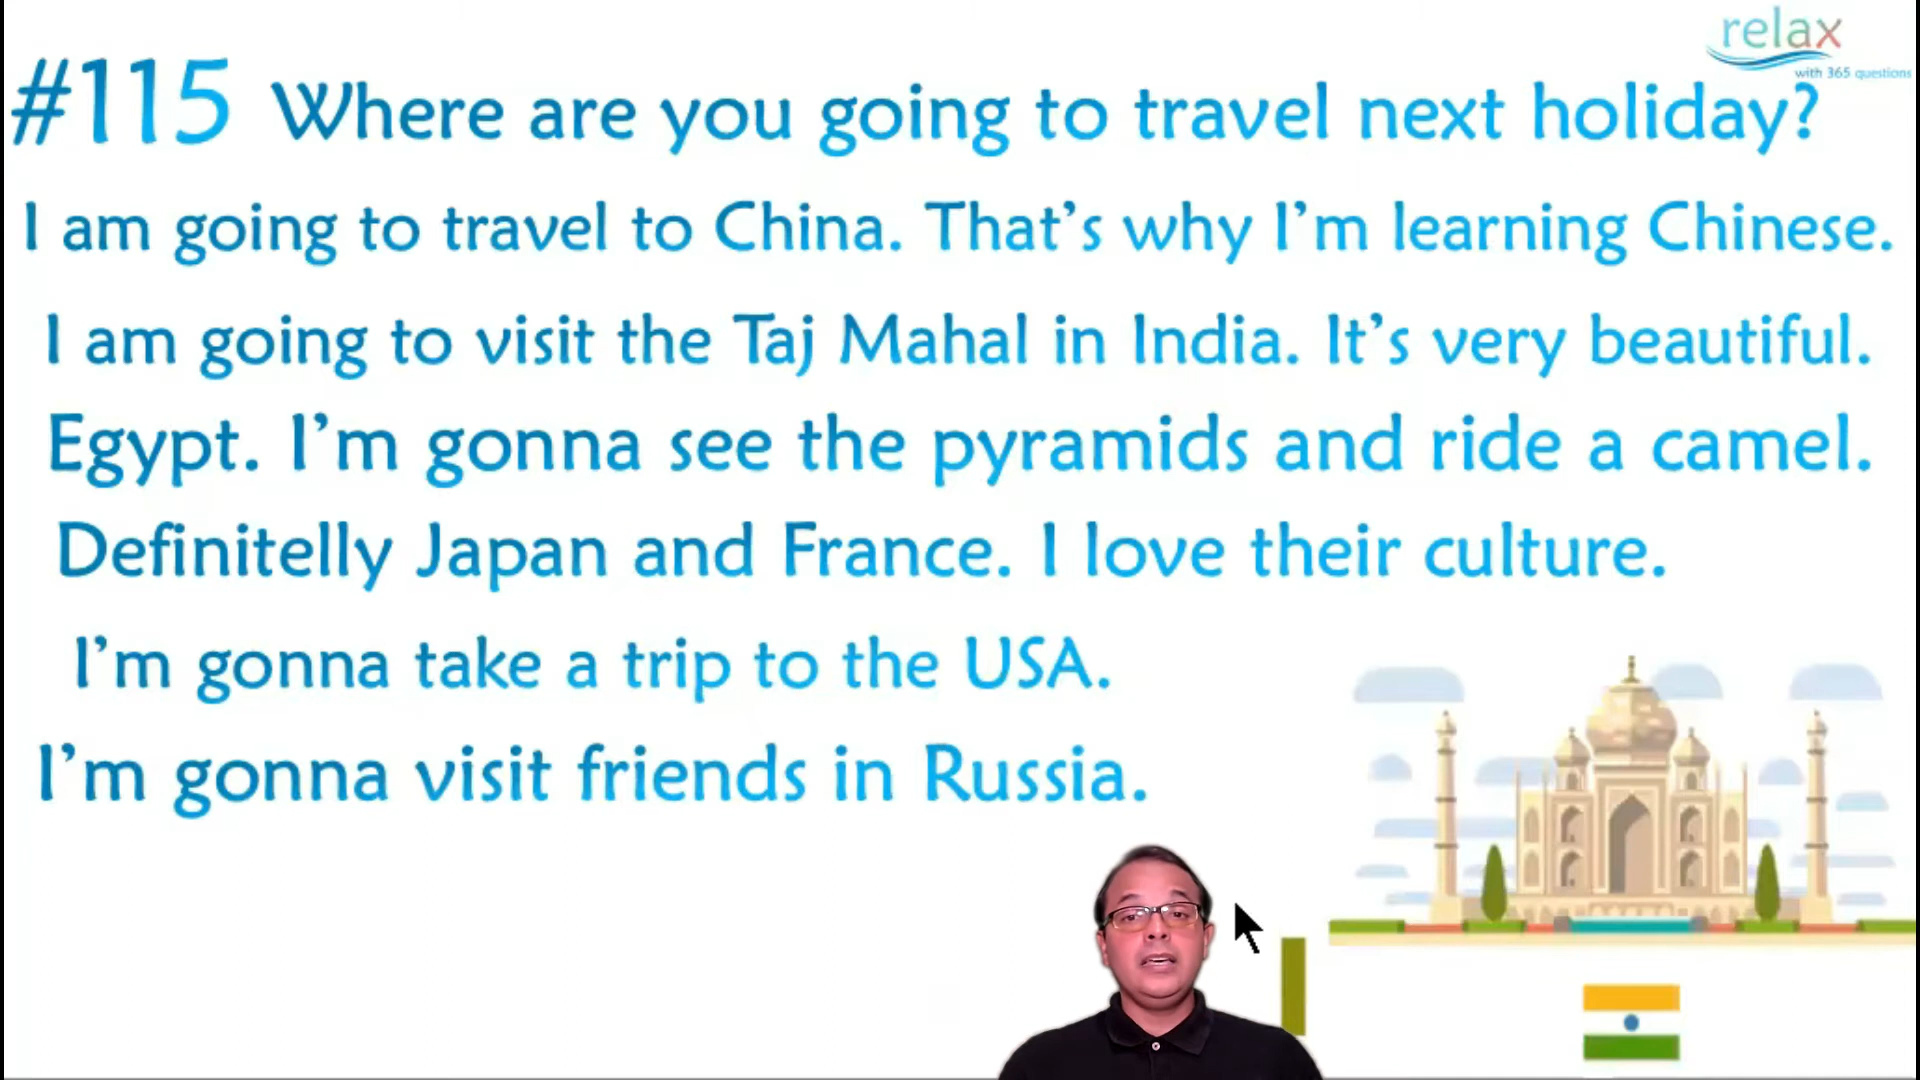 relax
with 365 questions
#115 Where are you going to travel next holiday?
I am going to travel to China. That's why I'm learning Chinese.
I am going to visit the Taj Mahal in India. It's very beautiful.
Egypt. I'm gonna see the pyramids and ride a camel.
Definitelly Japan and France. I love their culture.
I'm gonna take a trip to the USA.
I'm gonna visit friends in Russia.